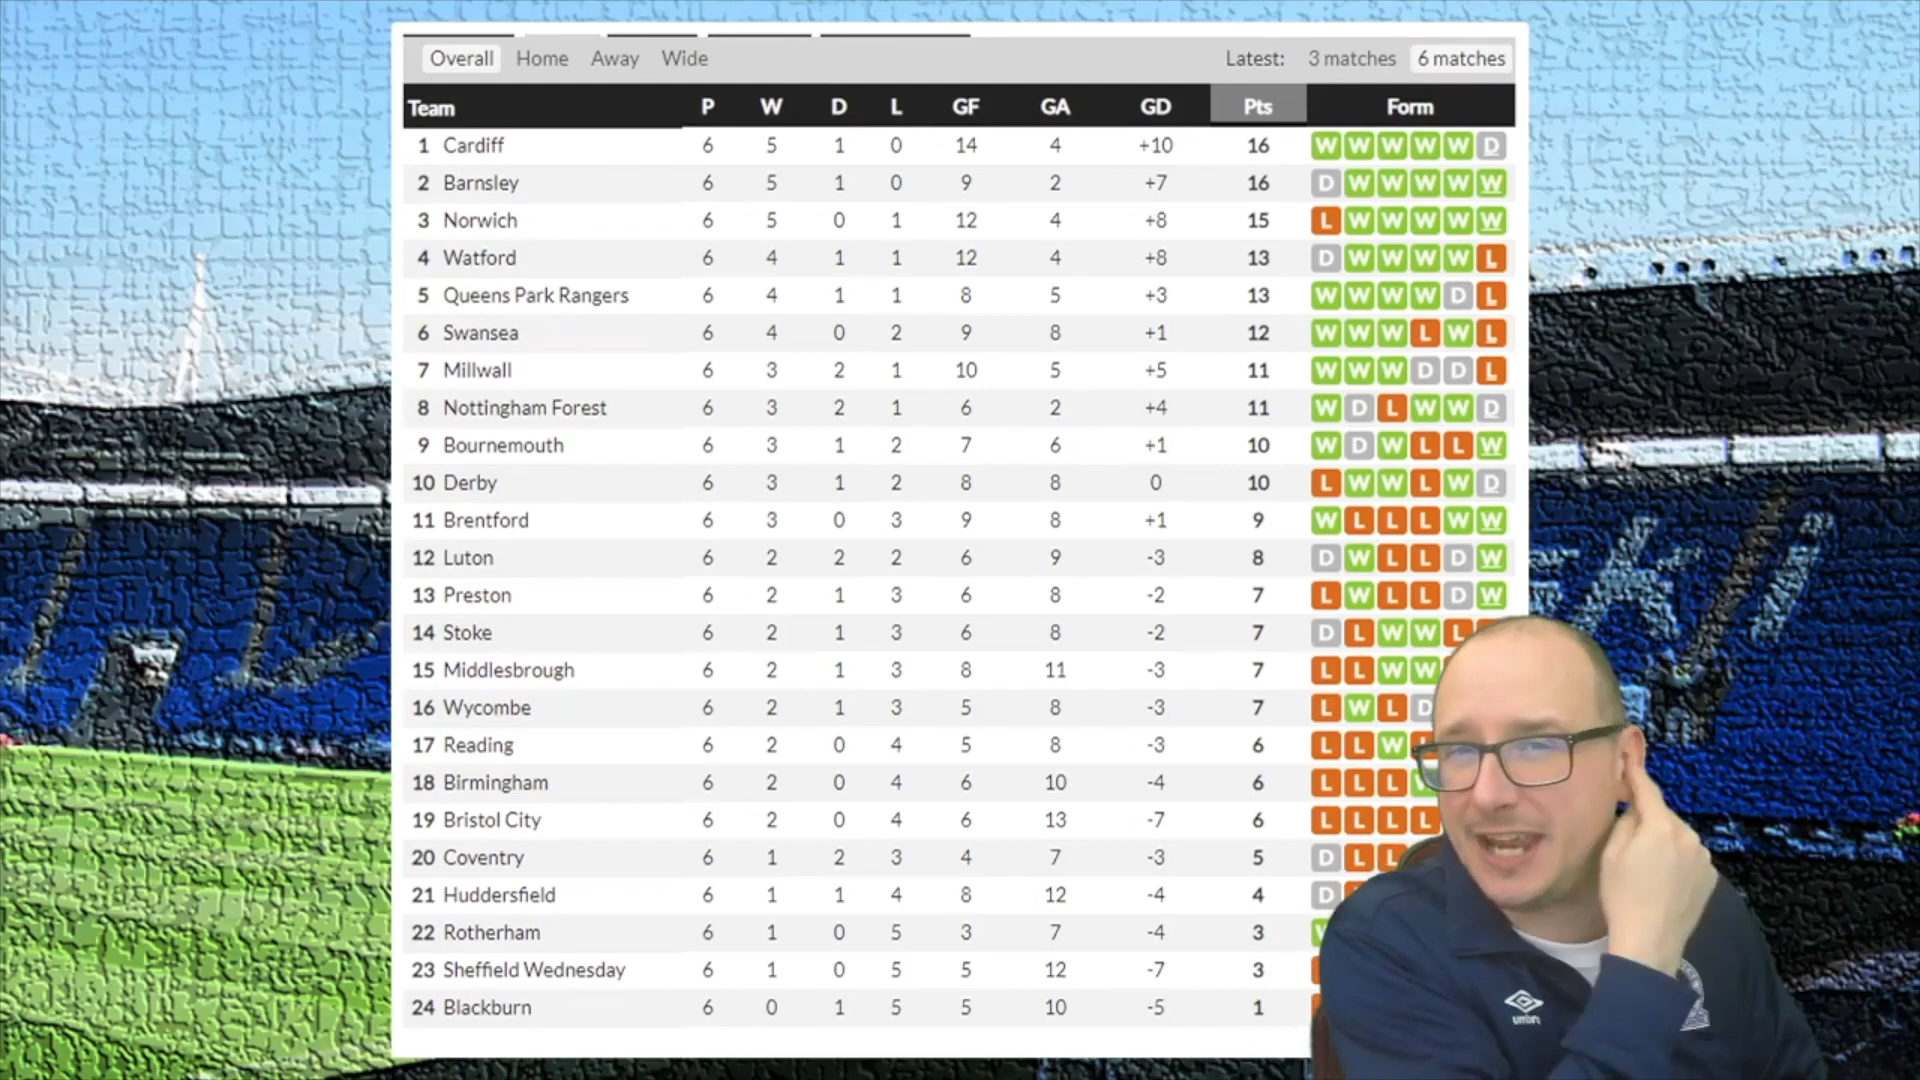 Overall Home Away Wide Latest: 3 matches 6 matches
Team P W D L GF GA GD Pts Form
1 Cardiff 6 5 1 0 14 4 +10 16 W W W W W D
2 Barnsley 6 5 1 0 9 2 +7 16 D W W W W W
3 Norwich 6 5 0 1 12 4 +8 15 L W W W W W
4 Watford 6 4 1 1 12 4 +8 13 D W W W W L
5 Queens Park Rangers 6 4 1 1 8 5 +3 13 W W W W D L
6 Swansea 6 4 0 2 9 8 +1 12 W W W L W L
7 Millwall 6 3 2 1 10 5 +5 11 W W W D D L
8 Nottingham Forest 6 3 2 1 6 2 +4 11 W D L W W D
9 Bournemouth 6 3 1 2 7 6 +1 10 W D W L L W
10 Derby 6 3 1 2 8 8 0 10 L W W L W D
11 Brentford 6 3 0 3 9 8 +1 9 W L L L W W
12 Luton 6 2 2 2 6 9 -3 8 D W L L D W
13 Preston 6 2 1 3 6 8 -2 7 L W L L D W
14 Stoke 6 2 1 3 6 8 -2 7 D L W W L
15 Middlesbrough 6 2 1 3 8 11 -3 7 L L W W
16 Wycombe 6 2 1 3 5 8 -3 7 L W L D
17 Reading 6 2 0 4 5 8 -3 6 L L W
18 Birmingham 6 2 0 4 6 10 -4 6 L L L
19 Bristol City 6 2 0 4 6 13 -7 6 L L L L
20 Coventry 6 1 2 3 4 7 -3 5 D L L
21 Huddersfield 6 1 1 4 8 12 -4 4 D
22 Rotherham 6 1 0 5 3 7 -4 3
23 Sheffield Wednesday 6 1 0 5 5 12 -7 3
24 Blackburn 6 0 1 5 5 10 -5 1
umbro